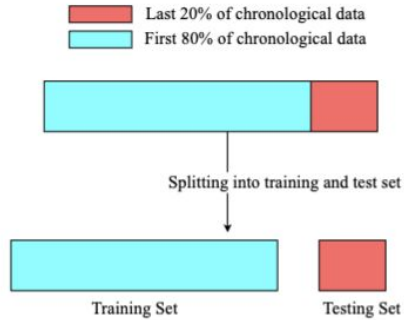 Last 20% of chronological data
First 80% of chronological data
Splitting into training and test set
Training Set
Testing Set